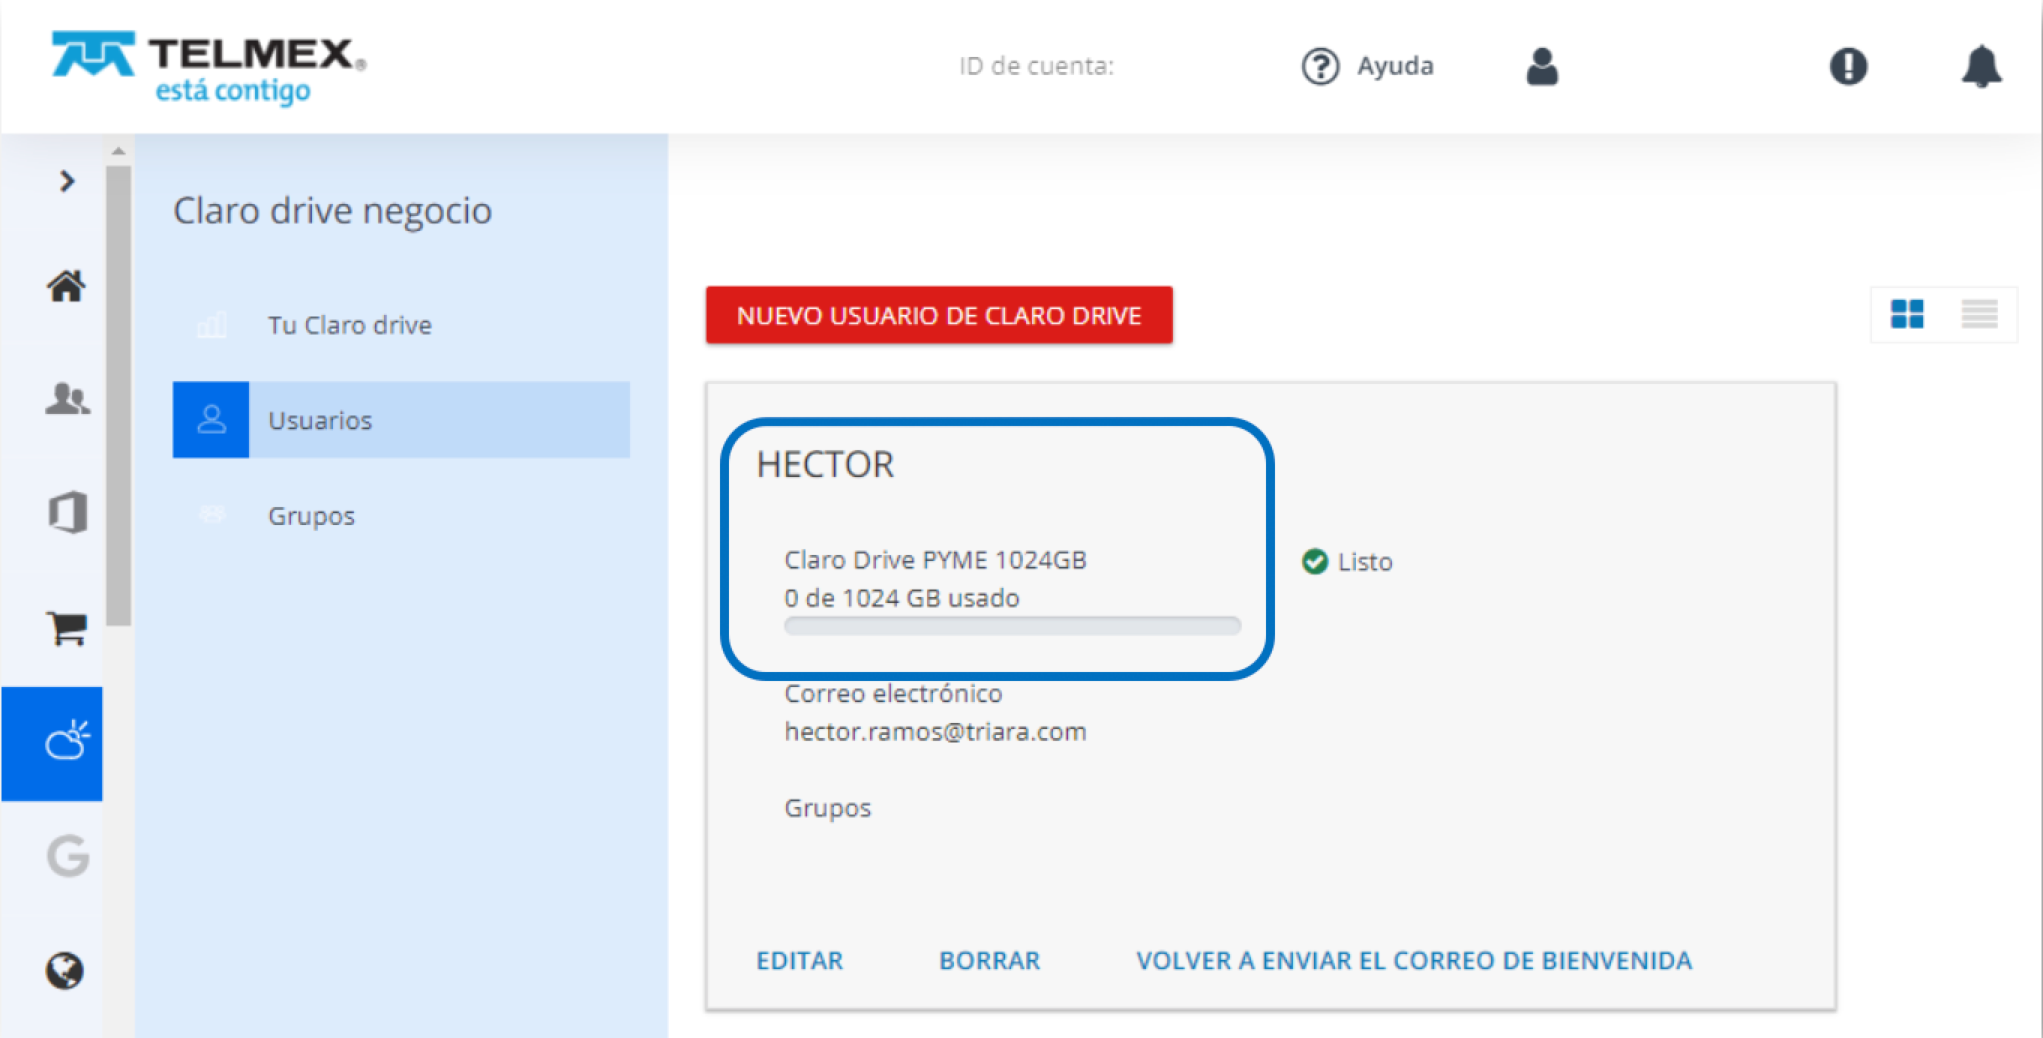 TELMEX®
está contigo
ID de cuenta:
? Ayuda
Claro drive negocio
Tu Claro drive
Usuarios
Grupos
NUEVO USUARIO DE CLARO DRIVE
HECTOR
Claro Drive PYME 1024GB
0 de 1024 GB usado
Listo
Correo electrónico
hector.ramos@triara.com
Grupos
EDITAR
BORRAR
VOLVER A ENVIAR EL CORREO DE BIENVENIDA